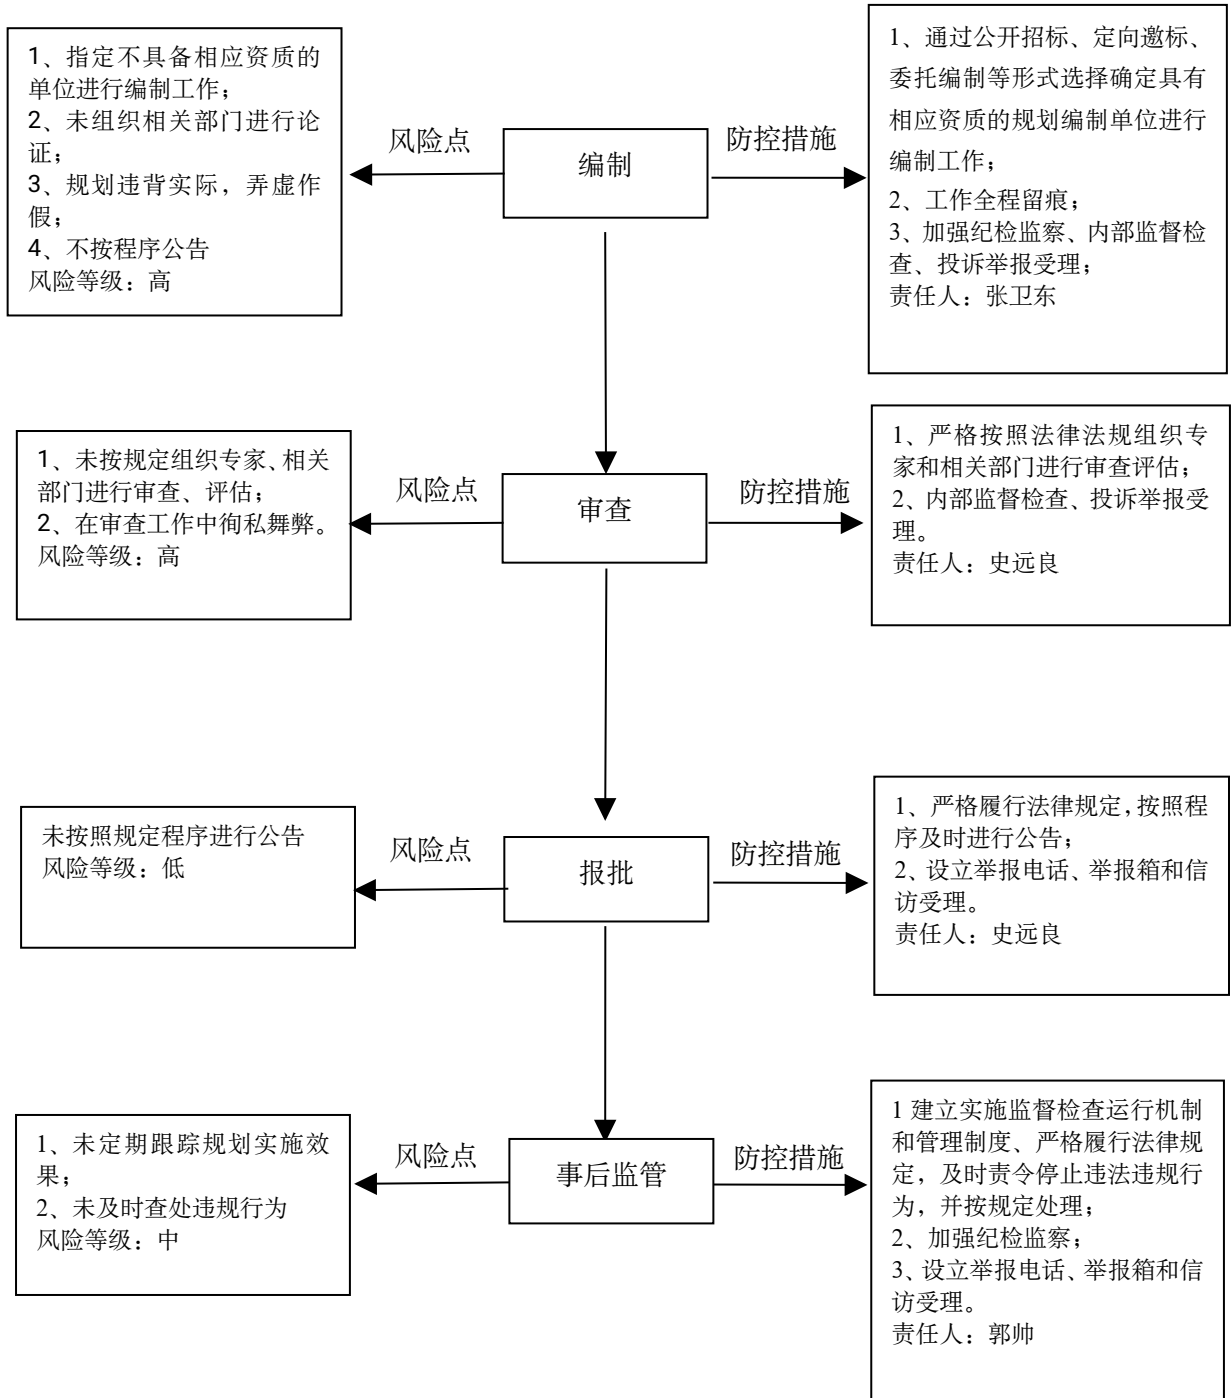 1、指定不具备相应资质的
单位进行编制工作；
2、未组织相关部门进行论
证；
3、规划违背实际，弄虚作
假；
4、不按程序公告
风险等级：高
风险点
编制
防控措施
1、通过公开招标、定向邀标、
委托编制等形式选择确定具有
相应资质的规划编制单位进行
编制工作；
2、工作全程留痕；
3、加强纪检监察、内部监督检
查、投诉举报受理；
责任人：张卫东
1、未按规定组织专家、相关
部门进行审查、评估；
2、在审查工作中徇私舞弊。
风险等级：高
风险点
审查
防控措施
1、严格按照法律法规组织专
家和相关部门进行审查评估；
2、内部监督检查、投诉举报受
理。
责任人：史远良
未按照规定程序进行公告
风险等级：低
风险点
报批
防控措施
1、严格履行法律规定，按照程
序及时进行公告；
2、设立举报电话、举报箱和信
访受理。
责任人：史远良
1、未定期跟踪规划实施效
果；
2、未及时查处违规行为
风险等级：中
风险点
事后监管
防控措施
1 建立实施监督检查运行机制
和管理制度、严格履行法律规
定，及时责令停止违法违规行
为，并按规定处理；
2、加强纪检监察；
3、设立举报电话、举报箱和信
访受理。
责任人：郭帅